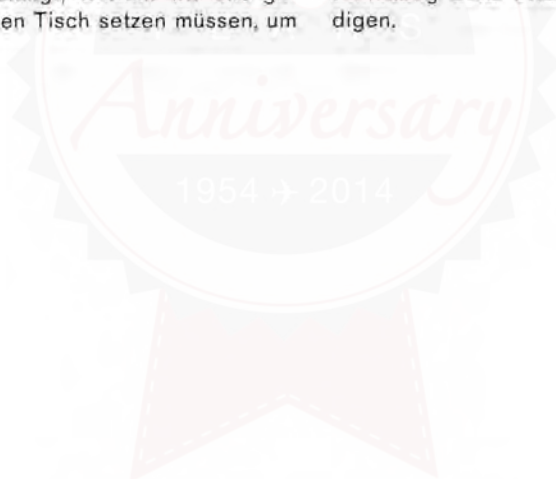 en Tisch setzen müssen, um
digen.
Anniversary
1954 ✈ 2014